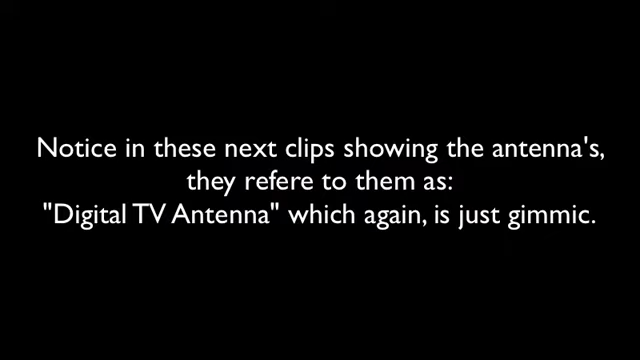 Notice in these next clips showing the antenna's,
they refere to them as:
"Digital TV Antenna" which again, is just gimmic.